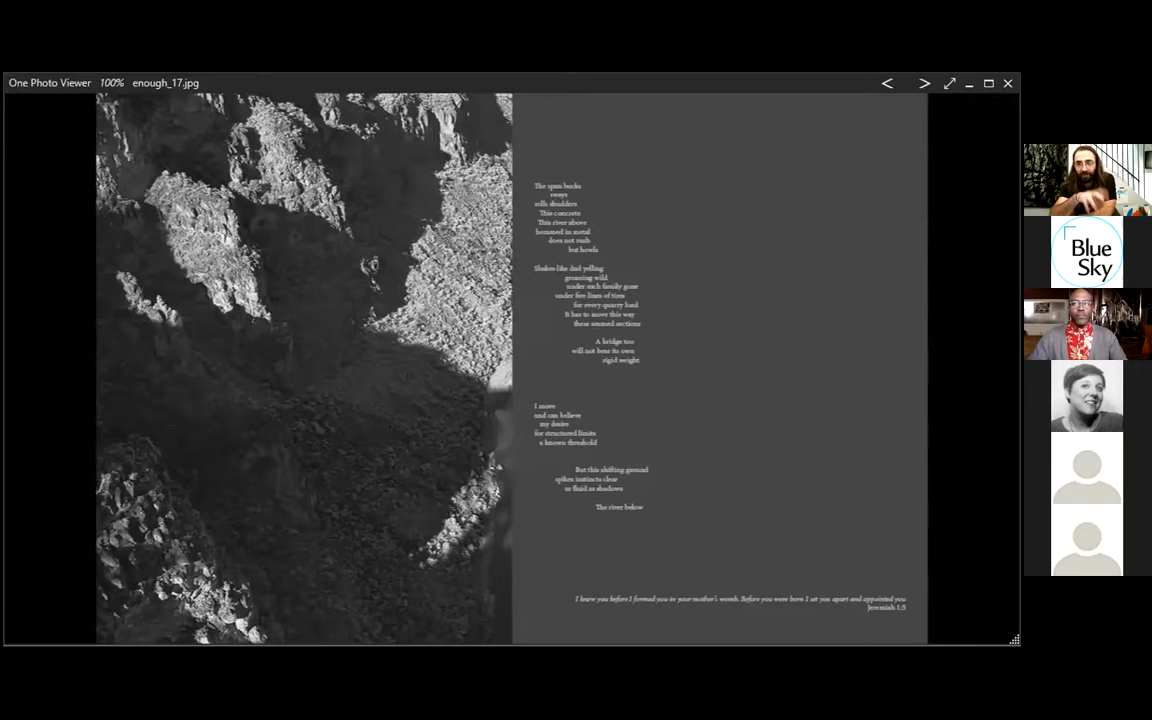 One Photo Viewer 100% enough_17.jpg
The span bucks
sways
rolls shudders
This concrete
This river above
hemmed in metal
does not rush
but howls
Shakes like dad yelling
groaning wild
under each family gone
under five lines of tires
for every quarry load
It has to move this way
these seamed sections
A bridge too
will not bear its own
rigid weight
I move
and can believe
my desire
for structured limits
a known threshold
But this shifting ground
spikes instincts clear
as fluid as shadows
The river below
I knew you before I formed you in your mother's womb. Before you were born I set you apart and appointed you
Jeremiah 1:5
Blue
Sky